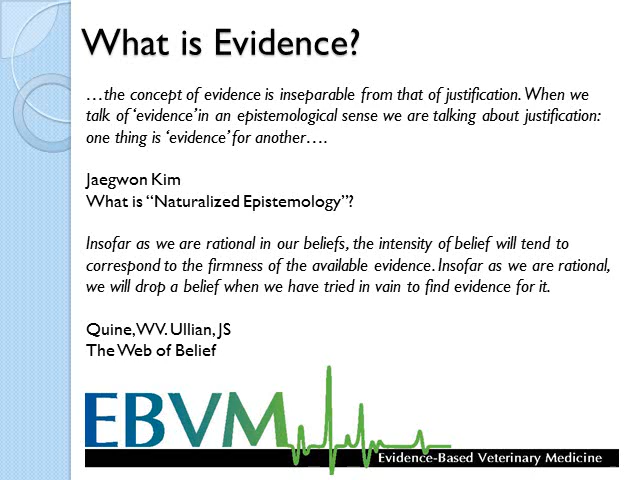 What is Evidence?
…the concept of evidence is inseparable from that of justification. When we
talk of 'evidence' in an epistemological sense we are talking about justification:
one thing is 'evidence' for another….
Jaegwon Kim
What is “Naturalized Epistemology”?
Insofar as we are rational in our beliefs, the intensity of belief will tend to
correspond to the firmness of the available evidence. Insofar as we are rational,
we will drop a belief when we have tried in vain to find evidence for it.
Quine, WV. Ullian, JS
The Web of Belief
EBVM
Evidence-Based Veterinary Medicine